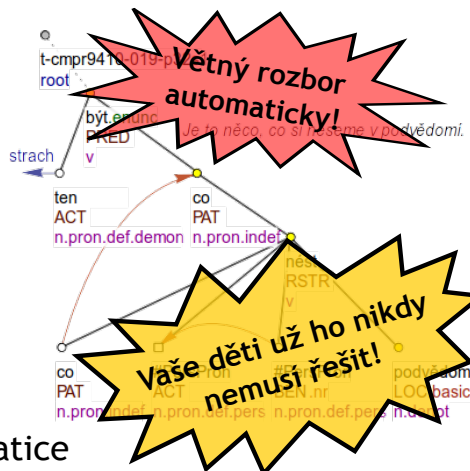 t-cmpr9410-019-p
root
Větný rozbor
automaticky!
být.enunc
PRED
v
Je to něco, co si neseme v podvědomí.
strach
ten
ACT
n.pron.def.demon
co
PAT
n.pron.indef
RSTR
v
Vaše děti už ho nikdy
nemusí řešit!
co
PAT
n.pron.indef
ACT
n.pron.def.pers
BEN.nr
n.pron.def.pers
LOC.basic
n.denot
atice